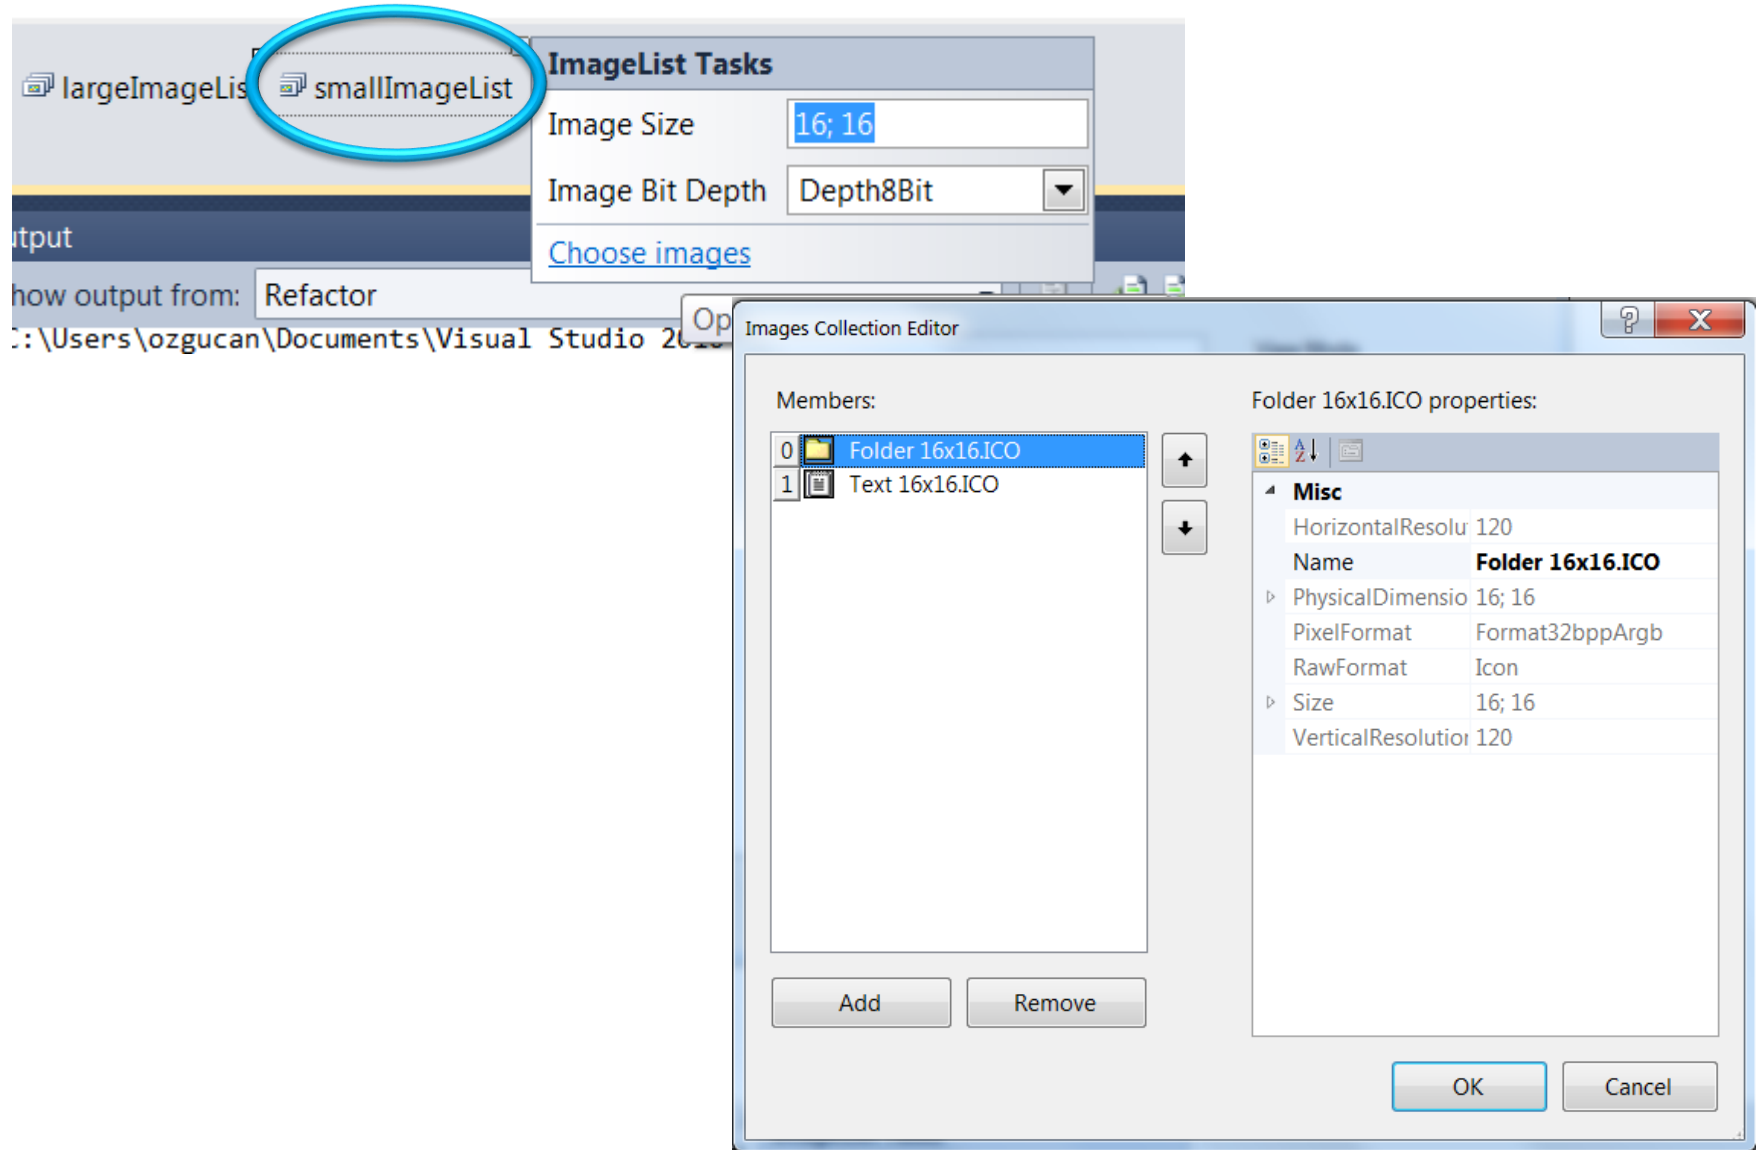 largeImageLis
smallImageList
ImageList Tasks
Image Size 16; 16
Image Bit Depth Depth8Bit
Choose images
utput
how output from: Refactor
C:\Users\ozgucan\Documents\Visual Studio 2010
Op
Images Collection Editor
Members:
0 Folder 16x16.ICO
1 Text 16x16.ICO
Add Remove
Folder 16x16.ICO properties:
Misc
HorizontalResolu 120
Name Folder 16x16.ICO
PhysicalDimensio 16; 16
PixelFormat Format32bppArgb
RawFormat Icon
Size 16; 16
VerticalResolution 120
OK Cancel